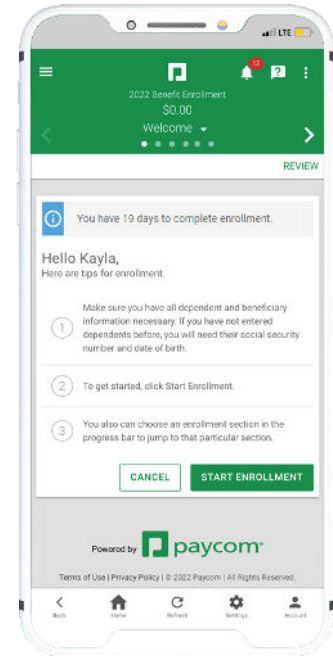 LTE
12
?
2022 Benefit Enrollment
$0.00
Welcome
REVIEW
You have 19 days to complete enrollment.
Hello Kayla,
Here are tips for enrollment.
1
Make sure you have all dependent and beneficiary
information necessary. If you have not entered
dependents before, you will need their social security
number and date of birth.
2
To get started, click Start Enrollment.
3
You also can choose an enrollment section in the
progress bar to jump to that particular section.
CANCEL
START ENROLLMENT
Powered by paycom
Terms of Use | Privacy Policy | © 2022 Paycom | All Rights Reserved.
Back
Home
Refresh
Settings
Account